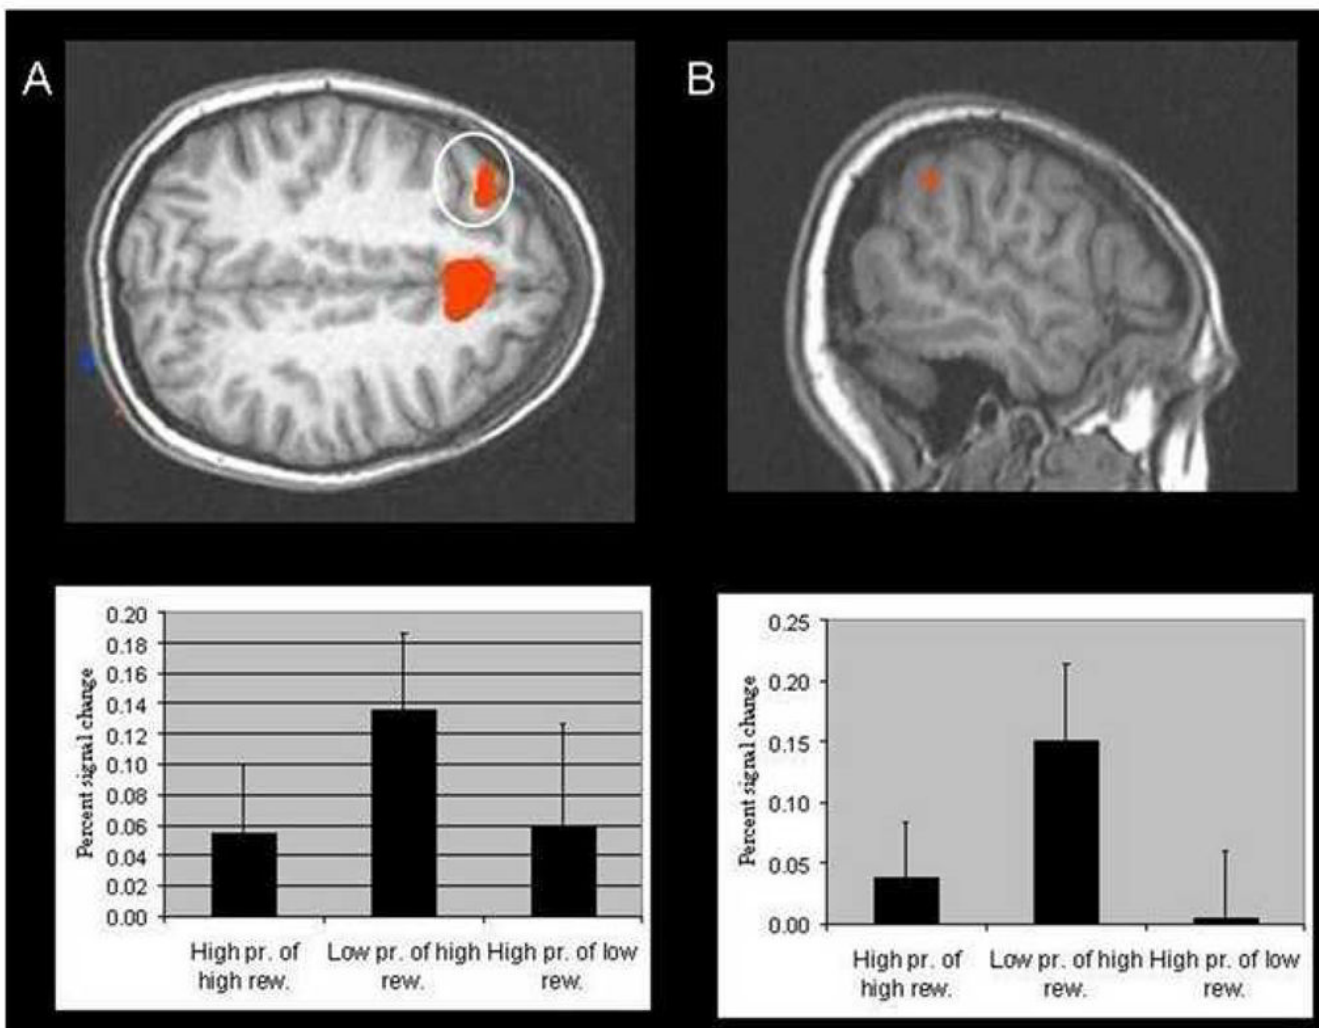 A
B
0.20
0.18
0.16
0.14
0.12
0.10
0.08
0.06
0.04
0.02
0.00
Percent signal change
High pr. of
high rew.
Low pr. of high
rew.
High pr. of low
rew.
0.25
0.20
0.15
0.10
0.05
0.00
Percent signal change
High pr. of
high rew.
Low pr. of high
rew.
High pr. of low
rew.